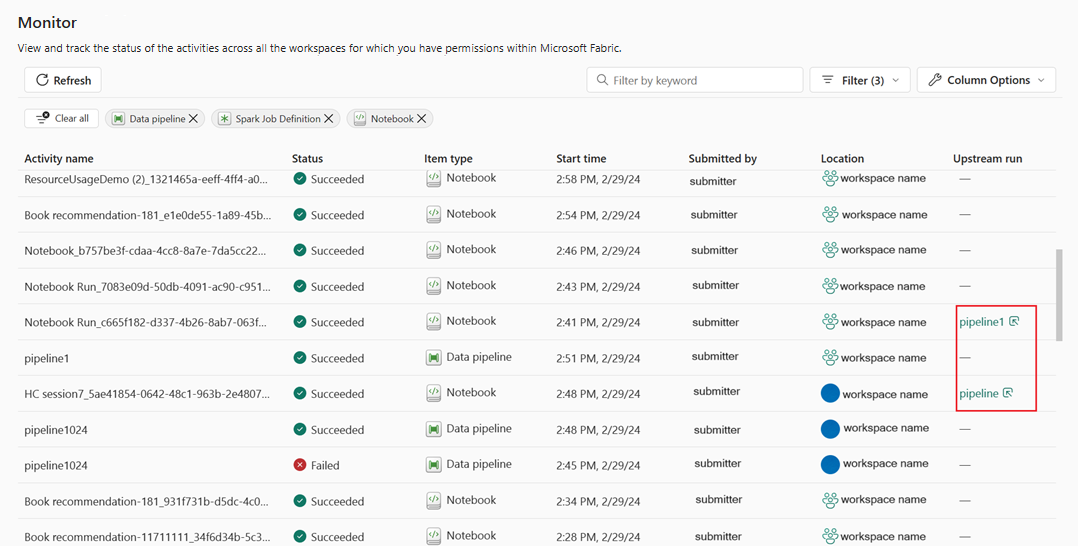 Monitor
View and track the status of the activities across all the workspaces for which you have permissions within Microsoft Fabric.
Refresh Filter by keyword Filter (3) Column Options
Clear all Data pipeline Spark Job Definition Notebook
Activity name Status Item type Start time Submitted by Location Upstream run
ResourceUsageDemo (2)_1321465a-eeff-4ff4-a0... Succeeded Notebook 2:58 PM, 2/29/24 submitter workspace name —
Book recommendation-181_e1e0de55-1a89-45b... Succeeded Notebook 2:54 PM, 2/29/24 submitter workspace name —
Notebook_b757be3f-cdaa-4cc8-8a7e-7da5cc22... Succeeded Notebook 2:46 PM, 2/29/24 submitter workspace name —
Notebook Run_7083e09d-50db-4091-ac90-c951... Succeeded Notebook 2:43 PM, 2/29/24 submitter workspace name —
Notebook Run_c665f182-d337-4b26-8ab7-063f... Succeeded Notebook 2:41 PM, 2/29/24 submitter workspace name pipeline1
pipeline1 Succeeded Data pipeline 2:51 PM, 2/29/24 submitter workspace name —
HC session7_5ae41854-0642-48c1-963b-2e4807... Succeeded Notebook 2:48 PM, 2/29/24 submitter workspace name pipeline
pipeline1024 Succeeded Data pipeline 2:48 PM, 2/29/24 submitter workspace name —
pipeline1024 Failed Data pipeline 2:45 PM, 2/29/24 submitter workspace name —
Book recommendation-181_931f731b-d5dc-4c0... Succeeded Notebook 2:34 PM, 2/29/24 submitter workspace name —
Book recommendation-11711111_34f6d34b-5c3... Succeeded Notebook 2:28 PM, 2/29/24 submitter workspace name —